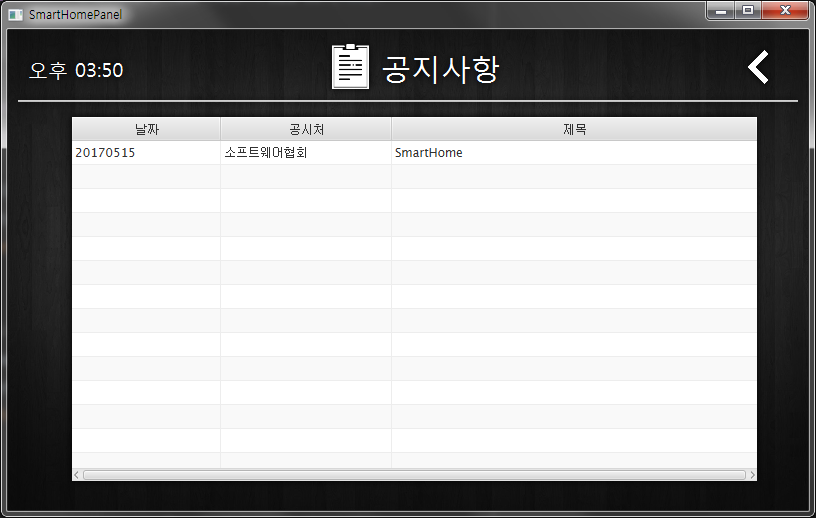 SmartHomePanel
오후 03:50 공지사항
날짜 공시처 제목
20170515 소프트웨어협회 SmartHome